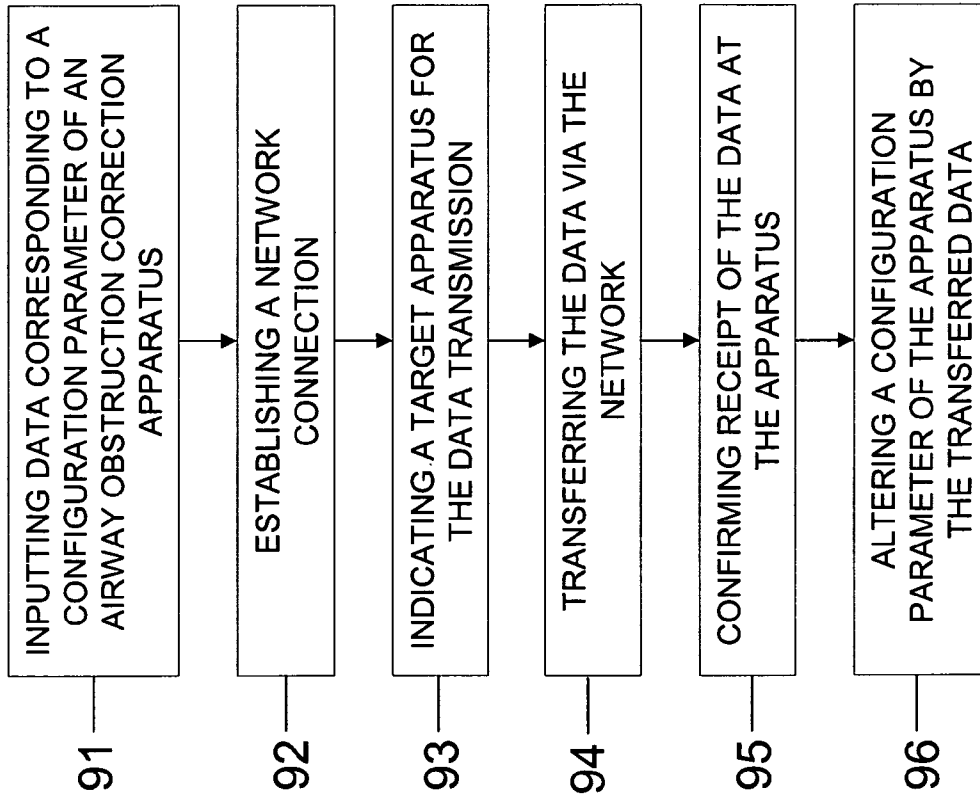 91
INPUTTING DATA CORRESPONDING TO A
CONFIGURATION PARAMETER OF AN
AIRWAY OBSTRUCTION CORRECTION
APPARATUS
92
ESTABLISHING A NETWORK
CONNECTION
93
INDICATING A TARGET APPARATUS FOR
THE DATA TRANSMISSION
94
TRANSFERRING THE DATA VIA THE
NETWORK
95
CONFIRMING RECEIPT OF THE DATA AT
THE APPARATUS
96
ALTERING A CONFIGURATION
PARAMETER OF THE APPARATUS BY
THE TRANSFERRED DATA